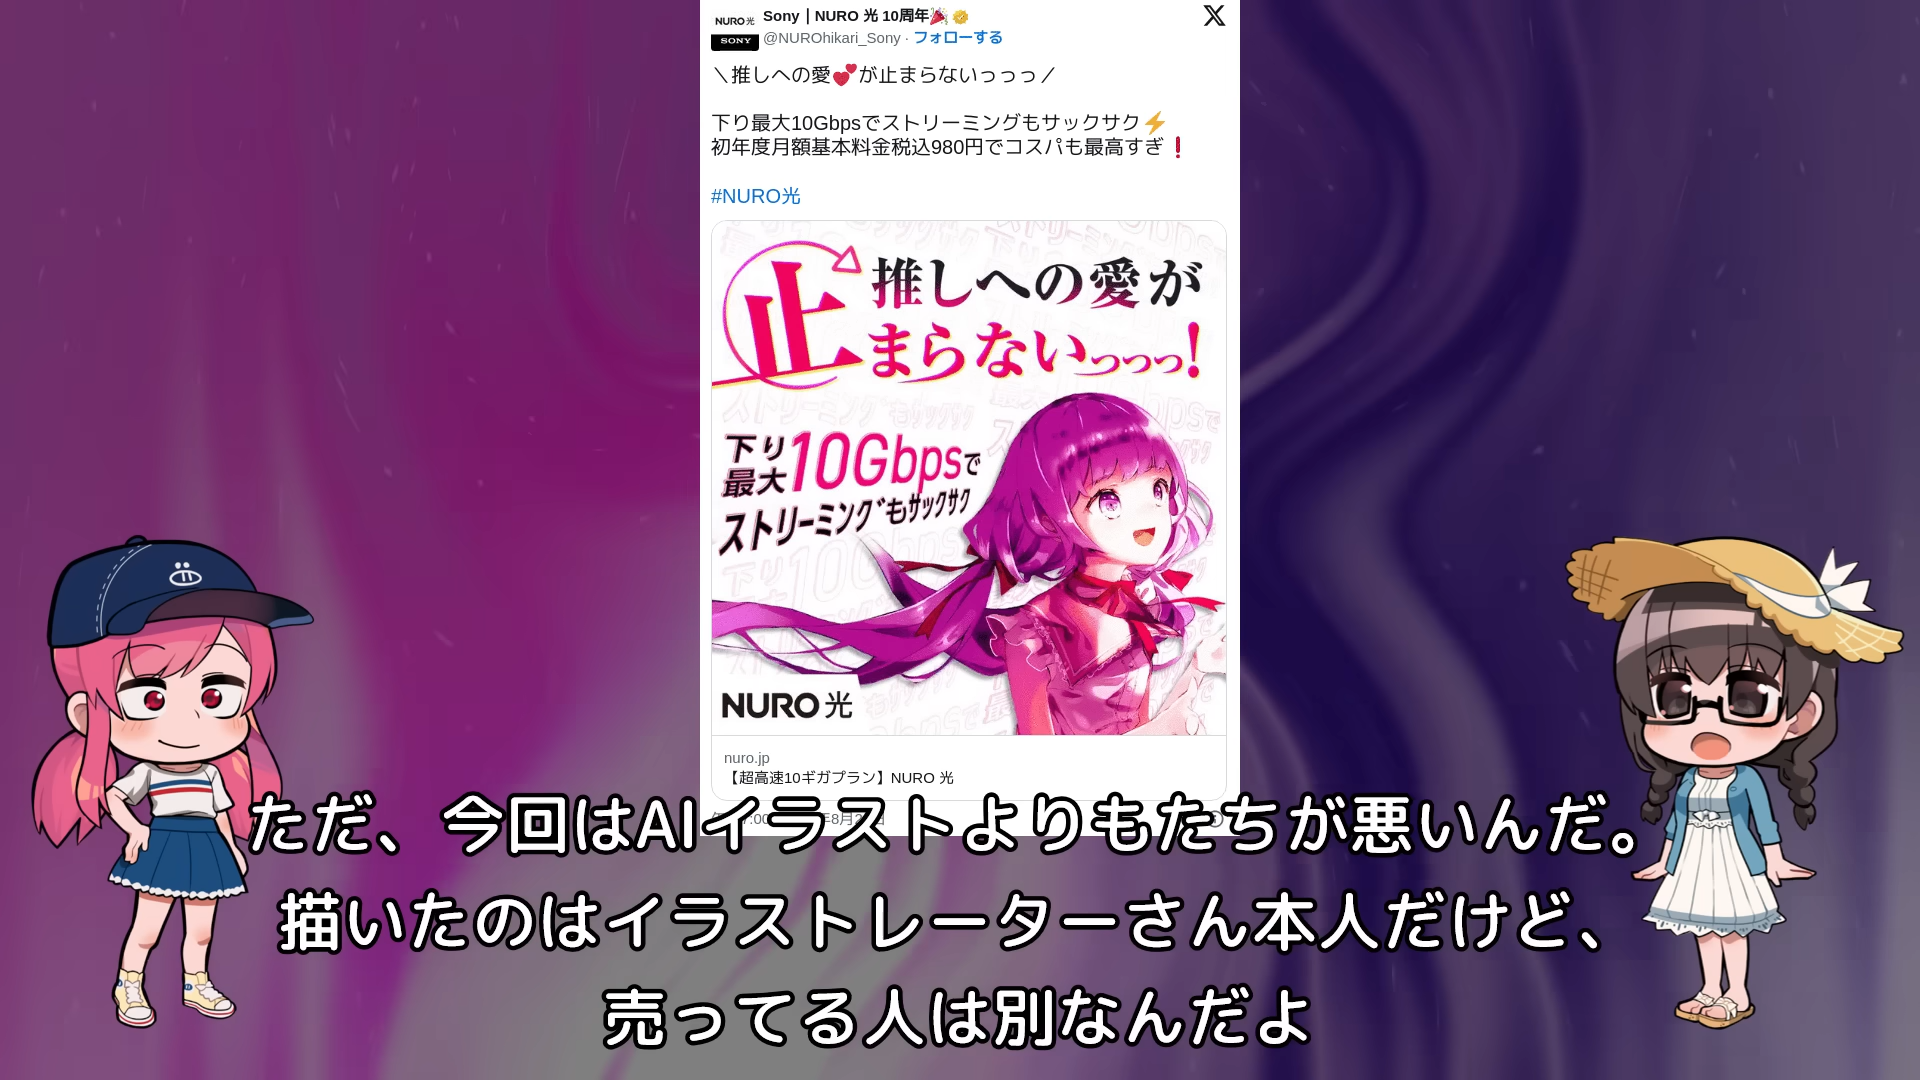 NURO光
SONY
Sony｜NURO 光 10周年🎉🏵️
@NUROhikari_Sony · フォローする
＼推しへの愛💕が止まらないっっっ／
下り最大10Gbpsでストリーミングもサックサク⚡
初年度月額基本料金税込980円でコスパも最高すぎ❗
#NURO光
推しへの愛が
止まらないっっっ!
下り最大10Gbpsで
ストリーミングもサックサク
NURO 光
nuro.jp
【超高速10ギガプラン】NURO 光
ただ、今回はAIイラストよりもたちが悪いんだ。
描いたのはイラストレーターさん本人だけど、
売ってる人は別なんだよ